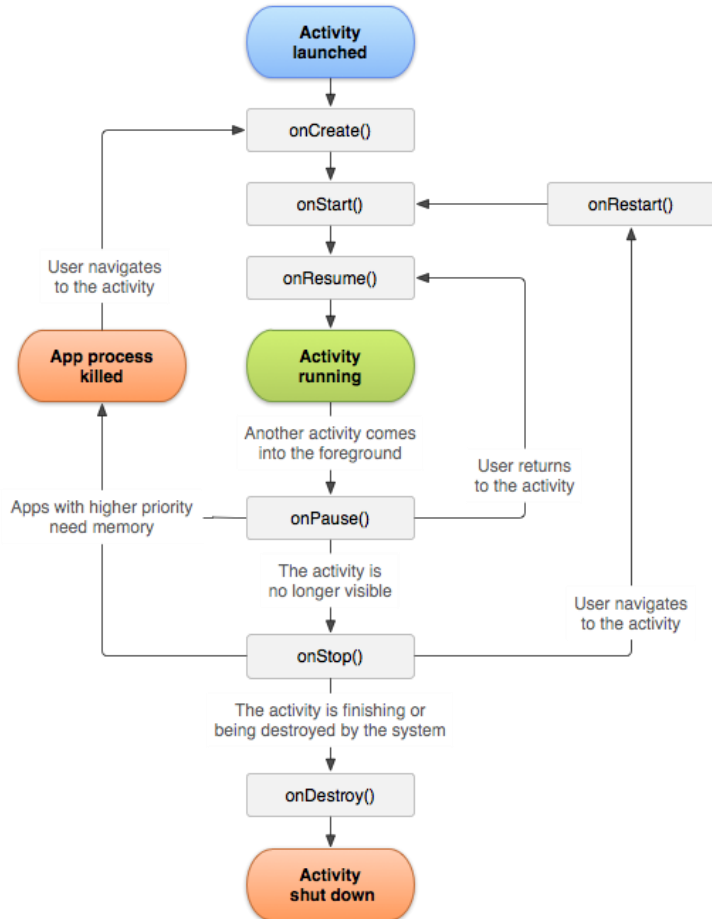 Activity
launched
onCreate()
onStart()
onRestart()
User navigates
to the activity
onResume()
App process
killed
Activity
running
Another activity comes
into the foreground
User returns
to the activity
Apps with higher priority
need memory
onPause()
The activity is
no longer visible
User navigates
to the activity
onStop()
The activity is finishing or
being destroyed by the system
onDestroy()
Activity
shut down